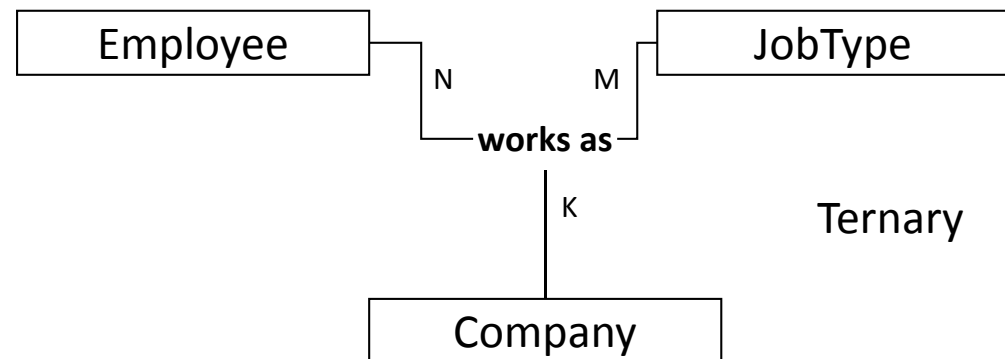 Employee
JobType
N
M
works as
K
Ternary
Company